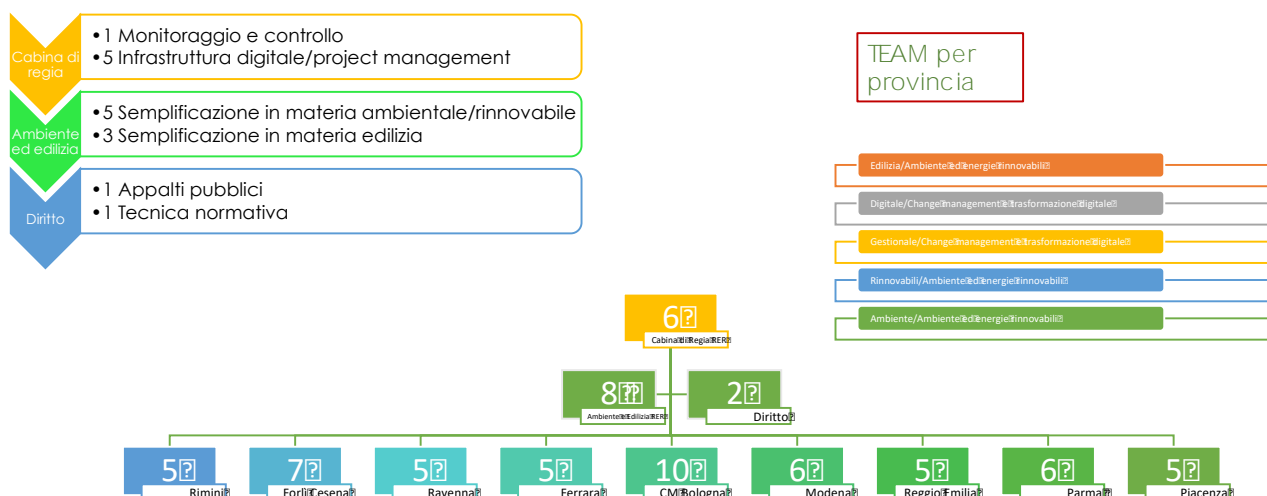 Cabina di
regia
•1 Monitoraggio e controllo
•5 Infrastruttura digitale/project management
Ambiente
ed edilizia
•5 Semplificazione in materia ambientale/rinnovabile
•3 Semplificazione in materia edilizia
Diritto
•1 Appalti pubblici
•1 Tecnica normativa
TEAM per
provincia
Edilizia/Ambiente ed energie rinnovabili
Digitale/Change management e trasformazione digitale
Gestionale/Change management e trasformazione digitale
Rinnovabili/Ambiente ed energie rinnovabili
Ambiente/Ambiente ed energie rinnovabili
6
Cabina di Regia RER
8
Ambiente e Edilizia RER
2
Diritto
5
Rimini
7
Forlì Cesena
5
Ravenna
5
Ferrara
10
CM Bologna
6
Modena
5
Reggio Emilia
6
Parma
5
Piacenza